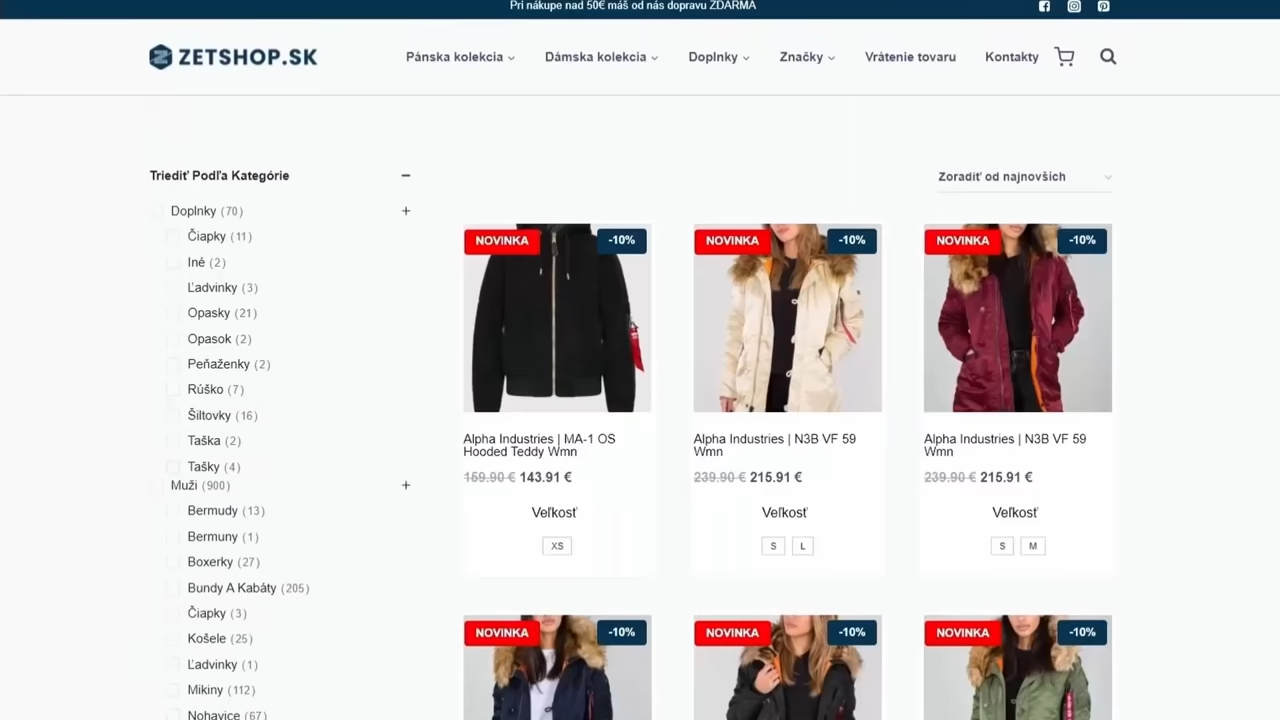 Pri nákupe nad 50€ máš od nás dopravu ZDARMA
ZETSHOP.SK
Pánska kolekcia
Dámska kolekcia
Doplnky
Značky
Vrátenie tovaru
Kontakty
Triediť Podľa Kategórie
Doplnky (70)
Čiapky (11)
Iné (2)
Ľadvinky (3)
Opasky (21)
Opasok (2)
Peňaženky (2)
Rúško (7)
Šiltovky (16)
Taška (2)
Tašky (4)
Muži (900)
Bermudy (13)
Bermuny (1)
Boxerky (27)
Bundy A Kabáty (205)
Čiapky (3)
Košele (25)
Ľadvinky (1)
Mikiny (112)
Nohavice (67)
Zoradiť od najnovších
NOVINKA
-10%
Alpha Industries | MA-1 OS
Hooded Teddy Wmn
159.90 € 143.91 €
Veľkosť
XS
NOVINKA
-10%
Alpha Industries | N3B VF 59
Wmn
239.90 € 215.91 €
Veľkosť
S L
NOVINKA
-10%
Alpha Industries | N3B VF 59
Wmn
239.90 € 215.91 €
Veľkosť
S M
NOVINKA
-10%
NOVINKA
-10%
NOVINKA
-10%